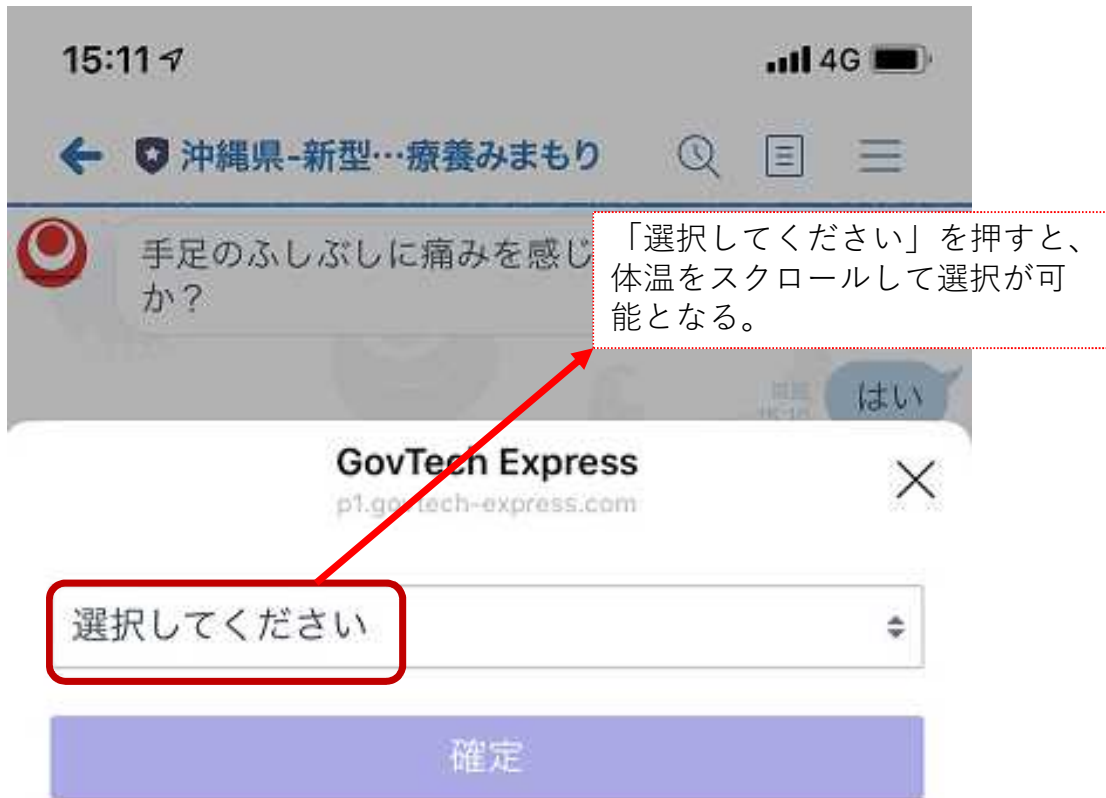 15:11
4G
沖縄県-新型…療養みまもり
手足のふしぶしに痛みを感じ
か？
「選択してください」を押すと、
体温をスクロールして選択が可
能となる。
はい
GovTech Express
p1.govtech-express.com
選択してください
確定